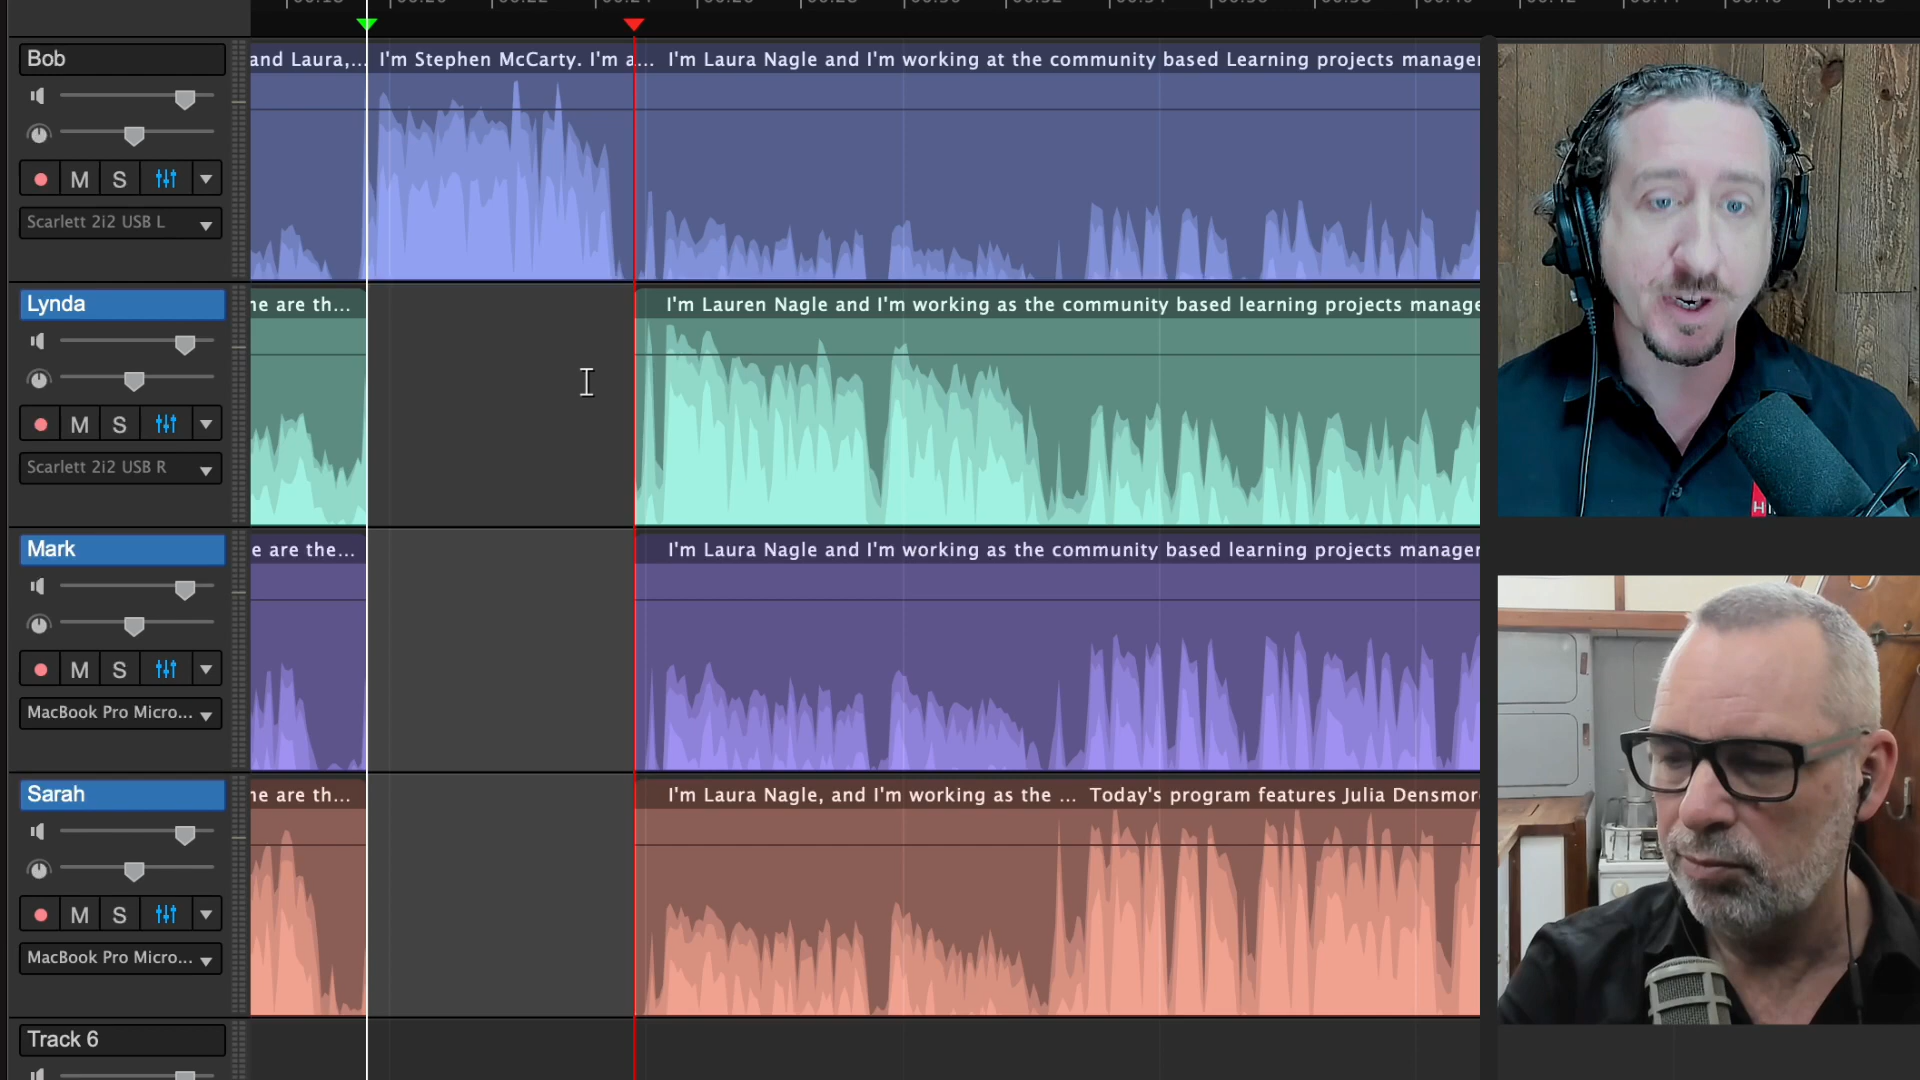 Bob
and Laura,... I'm Stephen McCarty. I'm a... I'm Laura Nagle and I'm working at the community based Learning projects manager
M S
Scarlett 2i2 USB L
Lynda
ne are th... I'm Lauren Nagle and I'm working as the community based learning projects manage
M S
Scarlett 2i2 USB R
Mark
e are the... I'm Laura Nagle and I'm working as the community based learning projects manager
M S
MacBook Pro Micro...
Sarah
ne are th... I'm Laura Nagle, and I'm working as the ... Today's program features Julia Densmor
M S
MacBook Pro Micro...
Track 6